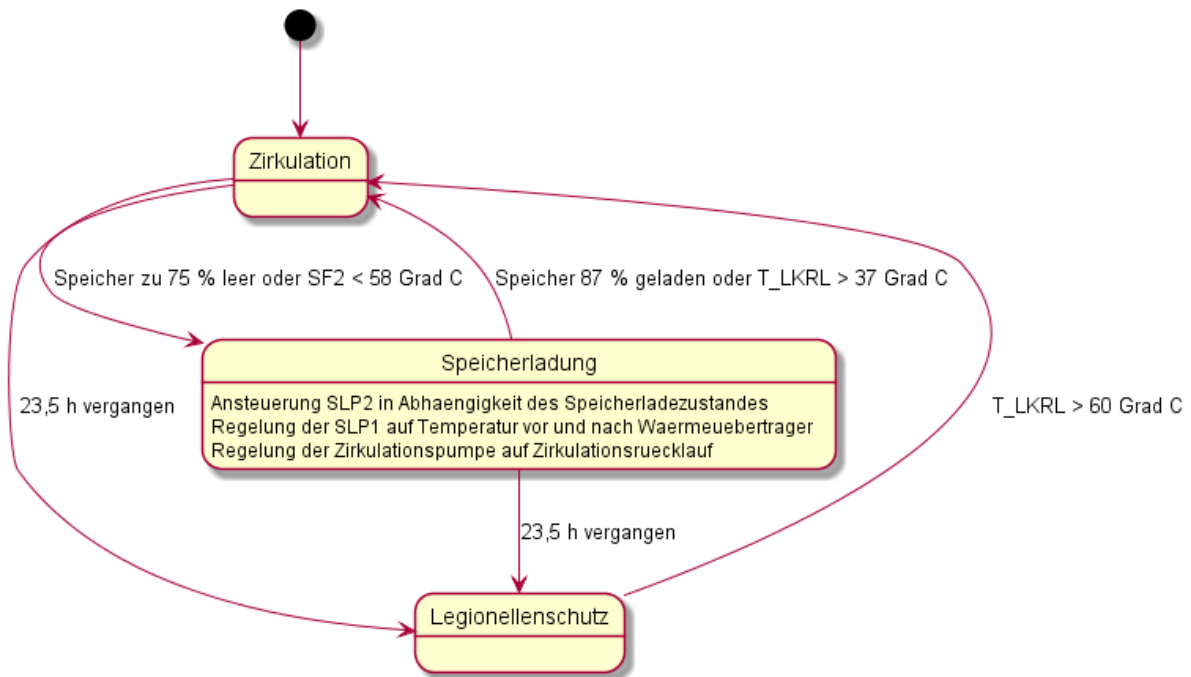 Zirkulation
Speicher zu 75 % leer oder SF2 < 58 Grad C
Speicher 87 % geladen oder T_LKRL > 37 Grad C
Speicherladung
Ansteuerung SLP2 in Abhaengigkeit des Speicherladezustandes
Regelung der SLP1 auf Temperatur vor und nach Waermeuebertrager
Regelung der Zirkulationspumpe auf Zirkulationsruecklauf
23,5 h vergangen
T_LKRL > 60 Grad C
23,5 h vergangen
Legionellenschutz